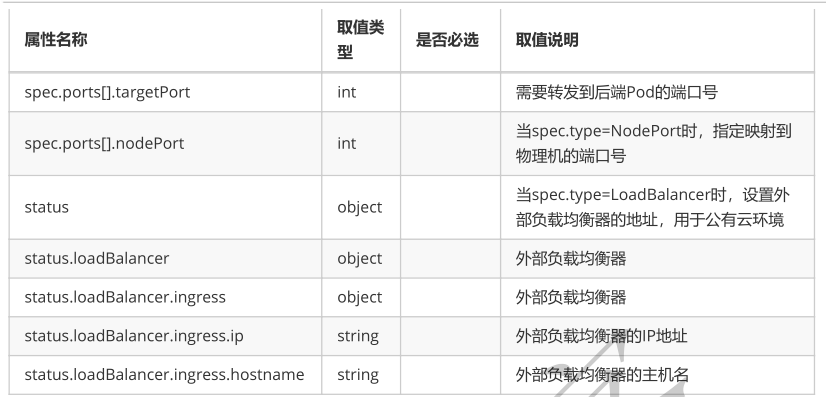 属性名称 取值类型 是否必选 取值说明
spec.ports[].targetPort int 需要转发到后端Pod的端口号
spec.ports[].nodePort int 当spec.type=NodePort时，指定映射到
物理机的端口号
status object 当spec.type=LoadBalancer时，设置外
部负载均衡器的地址，用于公有云环境
status.loadBalancer object 外部负载均衡器
status.loadBalancer.ingress object 外部负载均衡器
status.loadBalancer.ingress.ip string 外部负载均衡器的IP地址
status.loadBalancer.ingress.hostname string 外部负载均衡器的主机名